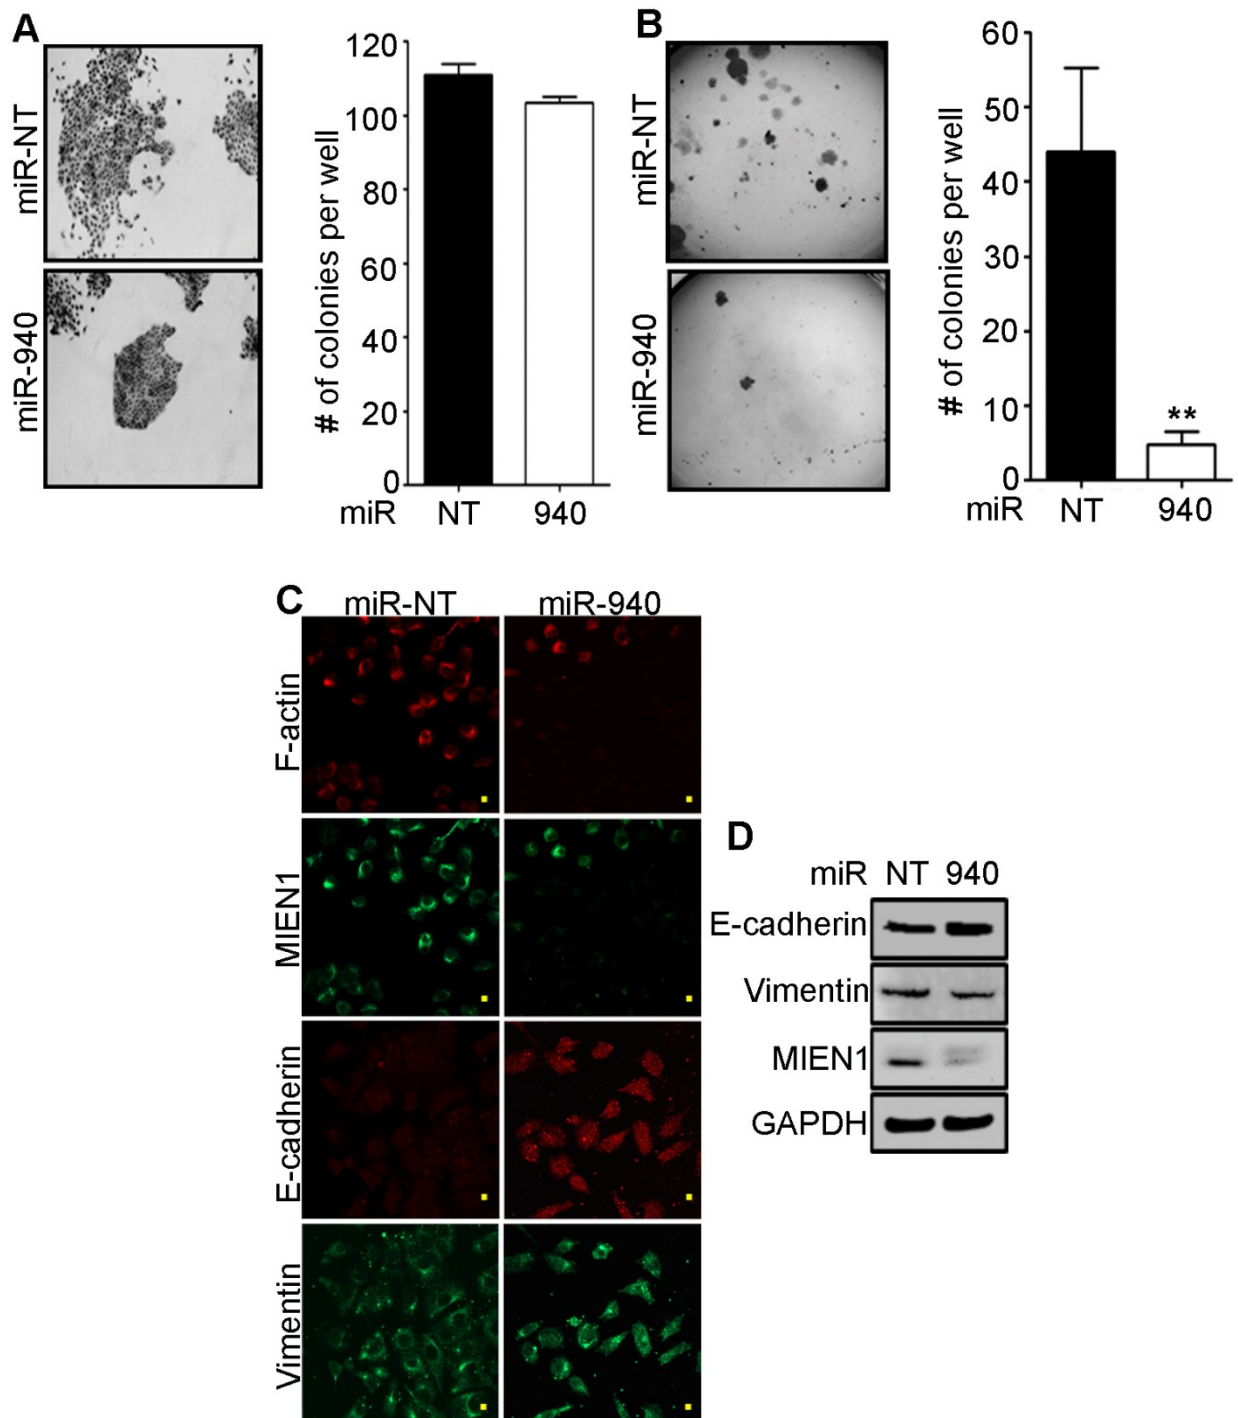 A
miR-NT
miR-940
# of colonies per well
120
100
80
60
40
20
0
miR NT 940
B
miR-NT
miR-940
# of colonies per well
60
50
40
30
20
10
0
**
miR NT 940
C
miR-NT miR-940
F-actin
MIEN1
E-cadherin
Vimentin
D
miR NT 940
E-cadherin
Vimentin
MIEN1
GAPDH